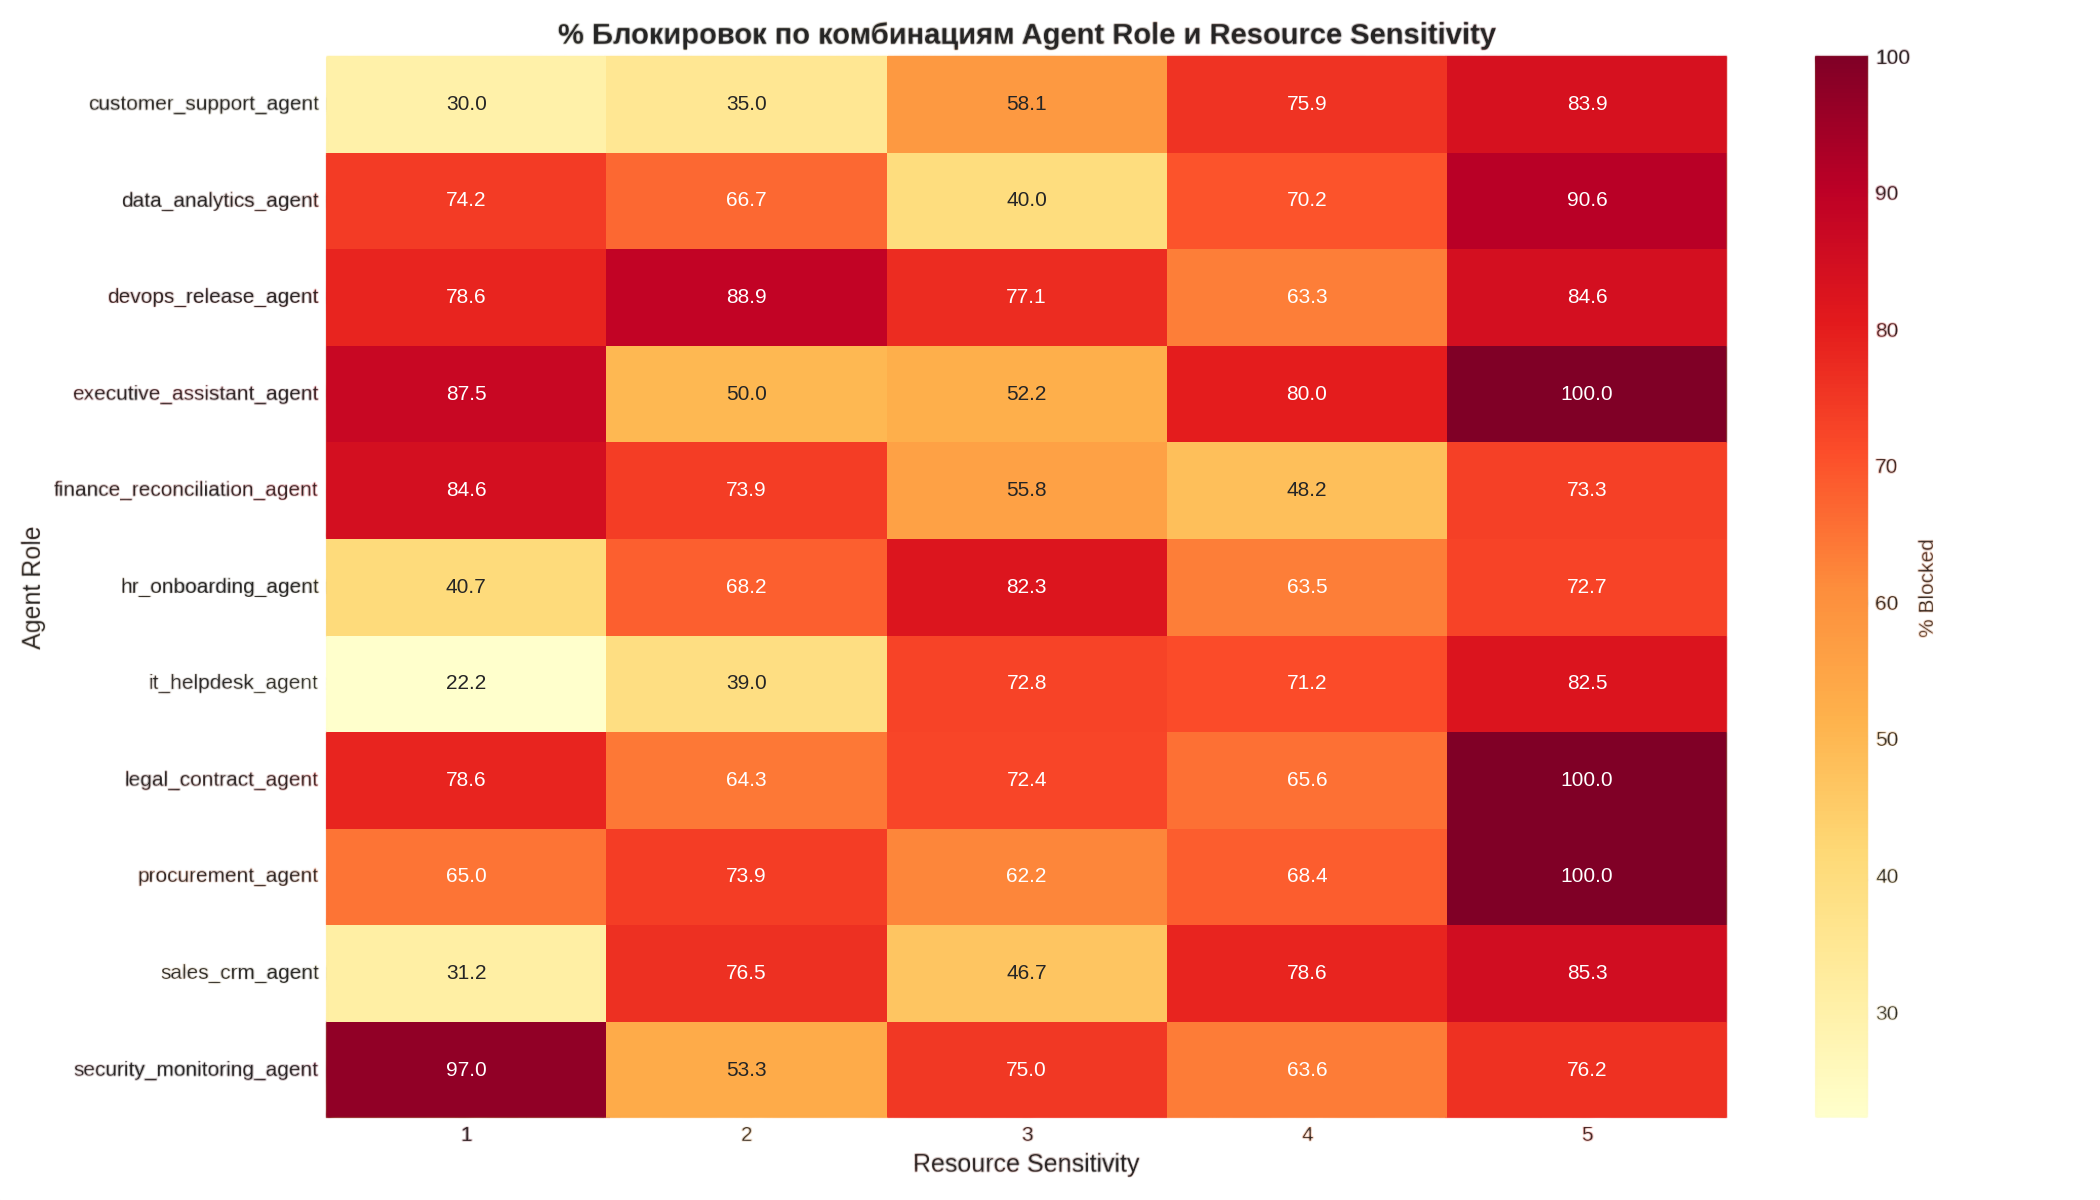 % Блокировок по комбинациям Agent Role и Resource Sensitivity
customer_support_agent 30.0 35.0 58.1 75.9 83.9
data_analytics_agent 74.2 66.7 40.0 70.2 90.6
devops_release_agent 78.6 88.9 77.1 63.3 84.6
executive_assistant_agent 87.5 50.0 52.2 80.0 100.0
finance_reconciliation_agent 84.6 73.9 55.8 48.2 73.3
hr_onboarding_agent 40.7 68.2 82.3 63.5 72.7
it_helpdesk_agent 22.2 39.0 72.8 71.2 82.5
legal_contract_agent 78.6 64.3 72.4 65.6 100.0
procurement_agent 65.0 73.9 62.2 68.4 100.0
sales_crm_agent 31.2 76.5 46.7 78.6 85.3
security_monitoring_agent 97.0 53.3 75.0 63.6 76.2
1 2 3 4 5
Resource Sensitivity
Agent Role
100
90
80
70
60
50
40
30
% Blocked